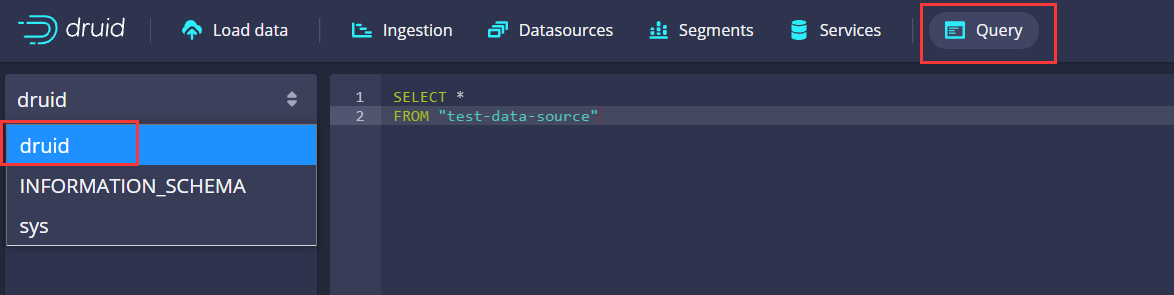 druid Load data Ingestion Datasources Segments Services Query
druid
druid
INFORMATION_SCHEMA
sys
1 SELECT *
2 FROM "test-data-source"